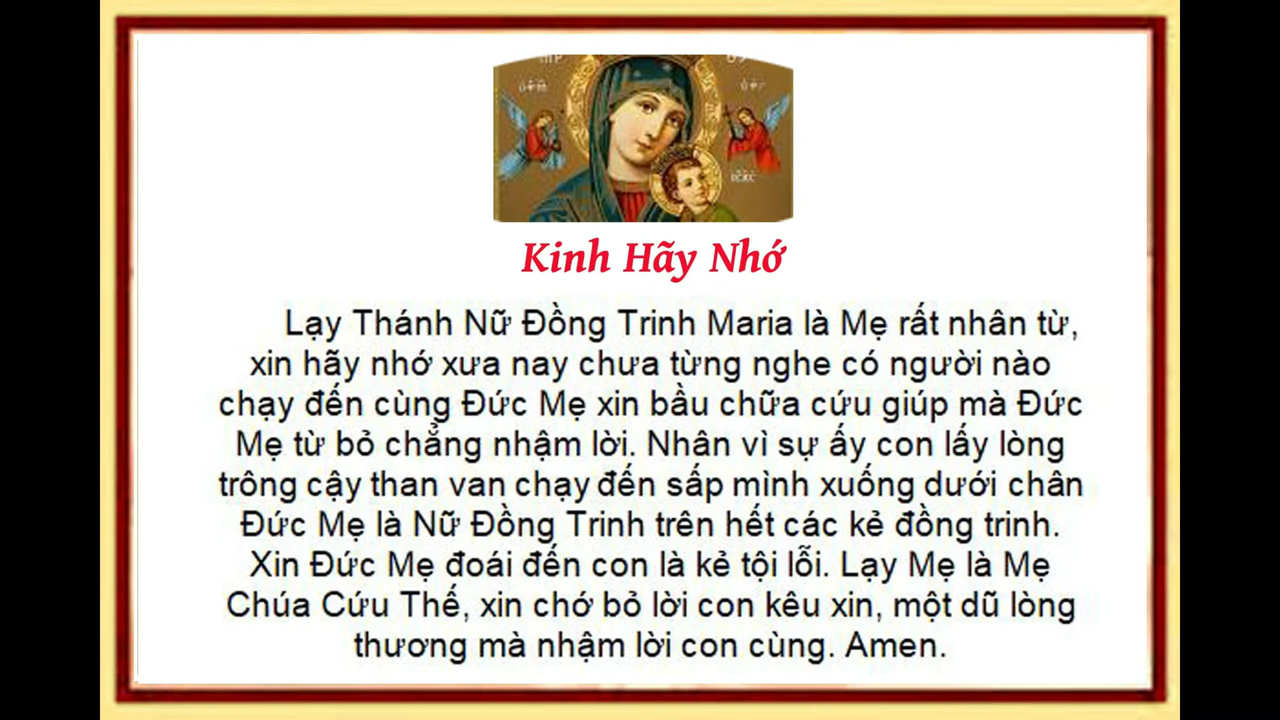 Kinh Hãy Nhớ
Lạy Thánh Nữ Đồng Trinh Maria là Mẹ rất nhân từ,
xin hãy nhớ xưa nay chưa từng nghe có người nào
chạy đến cùng Đức Mẹ xin bầu chữa cứu giúp mà Đức
Mẹ từ bỏ chẳng nhậm lời. Nhân vì sự ấy con lấy lòng
trông cậy than van chạy đến sấp mình xuống dưới chân
Đức Mẹ là Nữ Đồng Trinh trên hết các kẻ đồng trinh.
Xin Đức Mẹ đoái đến con là kẻ tội lỗi. Lạy Mẹ là Mẹ
Chúa Cứu Thế, xin chớ bỏ lời con kêu xin, một dũ lòng
thương mà nhậm lời con cùng. Amen.